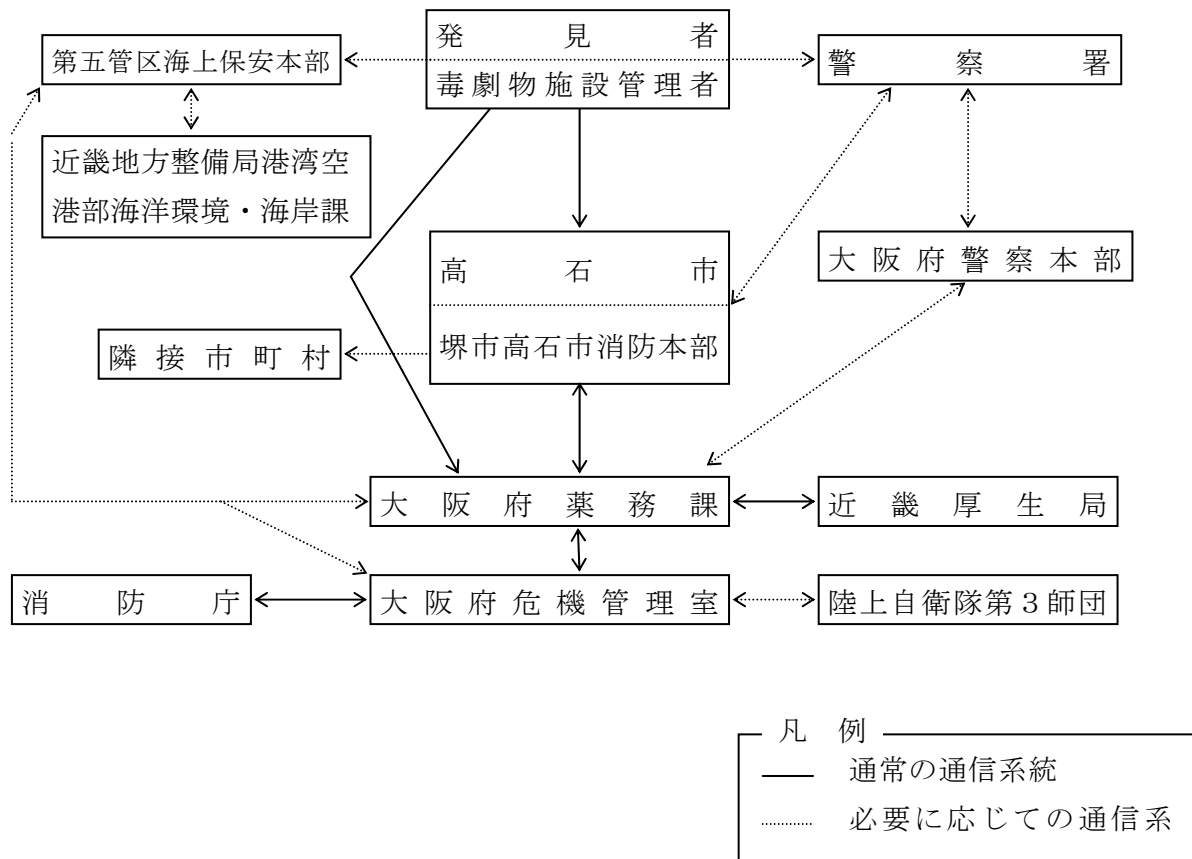 発見者
毒劇物施設管理者
第五管区海上保安本部
警察署
近畿地方整備局港湾空
港部海洋環境・海岸課
高石市
堺市高石市消防本部
大阪府警察本部
隣接市町村
大阪府薬務課
近畿厚生局
消防庁
大阪府危機管理室
陸上自衛隊第３師団
凡例
通常の通信系統
必要に応じての通信系